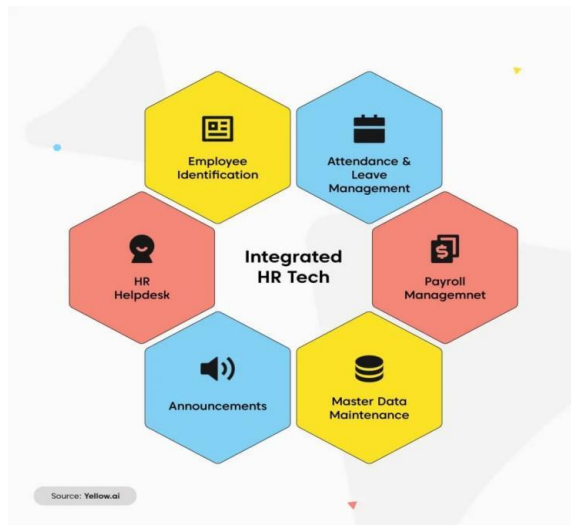 Employee
Identification
Attendance &
Leave
Management
HR
Helpdesk
Integrated
HR Tech
Payroll
Managemnet
Announcements
Master Data
Maintenance
Source: Yellow.ai